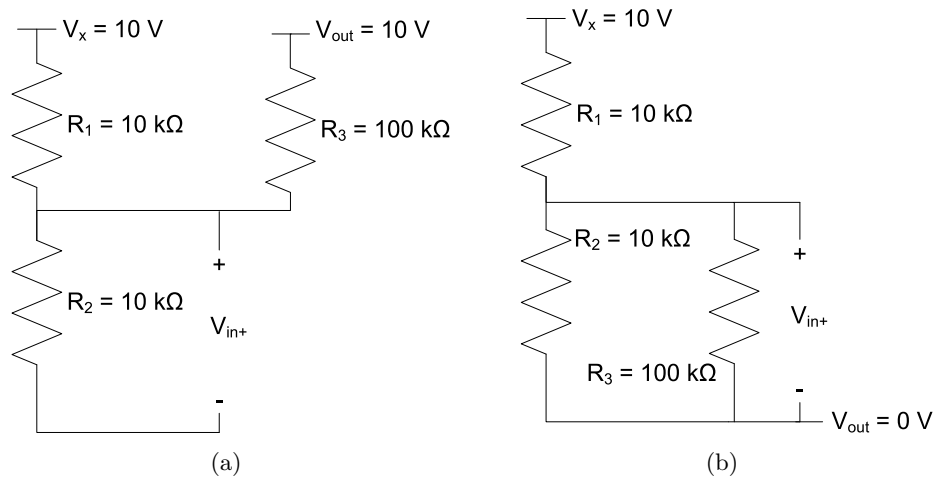 Vx = 10 V
Vout = 10 V
R1 = 10 kΩ
R3 = 100 kΩ
R2 = 10 kΩ
+
Vin+
-
(a)
Vx = 10 V
R1 = 10 kΩ
R2 = 10 kΩ
+
Vin+
R3 = 100 kΩ
-
Vout = 0 V
(b)